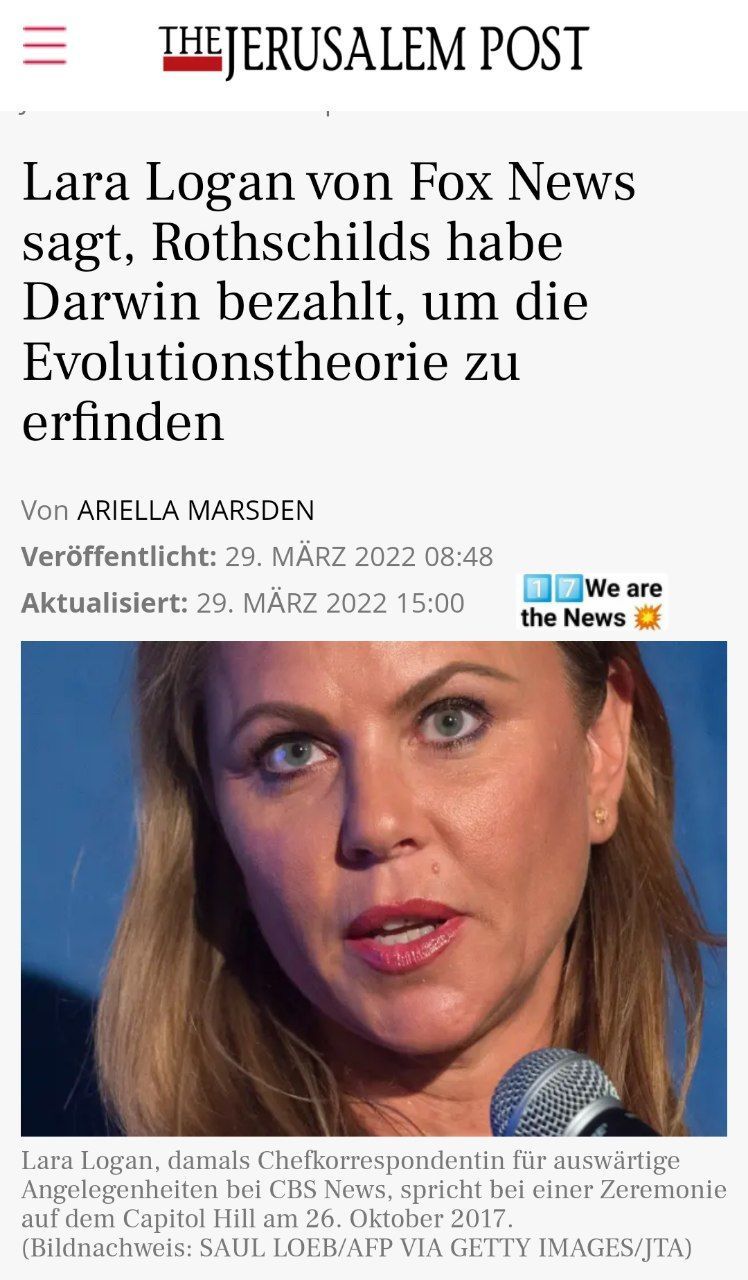 THE JERUSALEM POST
Lara Logan von Fox News
sagt, Rothschilds habe
Darwin bezahlt, um die
Evolutionstheorie zu
erfinden
Von ARIELLA MARSDEN
Veröffentlicht: 29. MÄRZ 2022 08:48
Aktualisiert: 29. MÄRZ 2022 15:00
1️⃣7️⃣We are
the News 💥
Lara Logan, damals Chefkorrespondentin für auswärtige
Angelegenheiten bei CBS News, spricht bei einer Zeremonie
auf dem Capitol Hill am 26. Oktober 2017.
(Bildnachweis: SAUL LOEB/AFP VIA GETTY IMAGES/JTA)